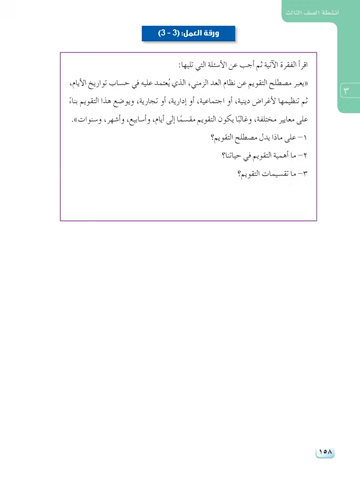 أنشطة الصف الثالث
ورقة العمل: (3 - 3)
٣
اقرأ الفقرة الآتية ثم أجب عن الأسئلة التي تليها:
«يعبر مصطلح التقويم عن نظام العد الزمني، الذي يُعتمد عليه في حساب تواريخ الأيام،
ثم تنظيمها لأغراض دينية، أو اجتماعية، أو إدارية، أو تجارية، ويوضع هذا التقويم بناءً
على معايير مختلفة، وغالبًا يكون التقويم مقسمًا إلى أيام، وأسابيع، وأشهر، وسنوات».
١- على ماذا يدل مصطلح التقويم؟
٢- ما أهمية التقويم في حياتنا؟
٣- ما تقسيمات التقويم؟
١٥٨